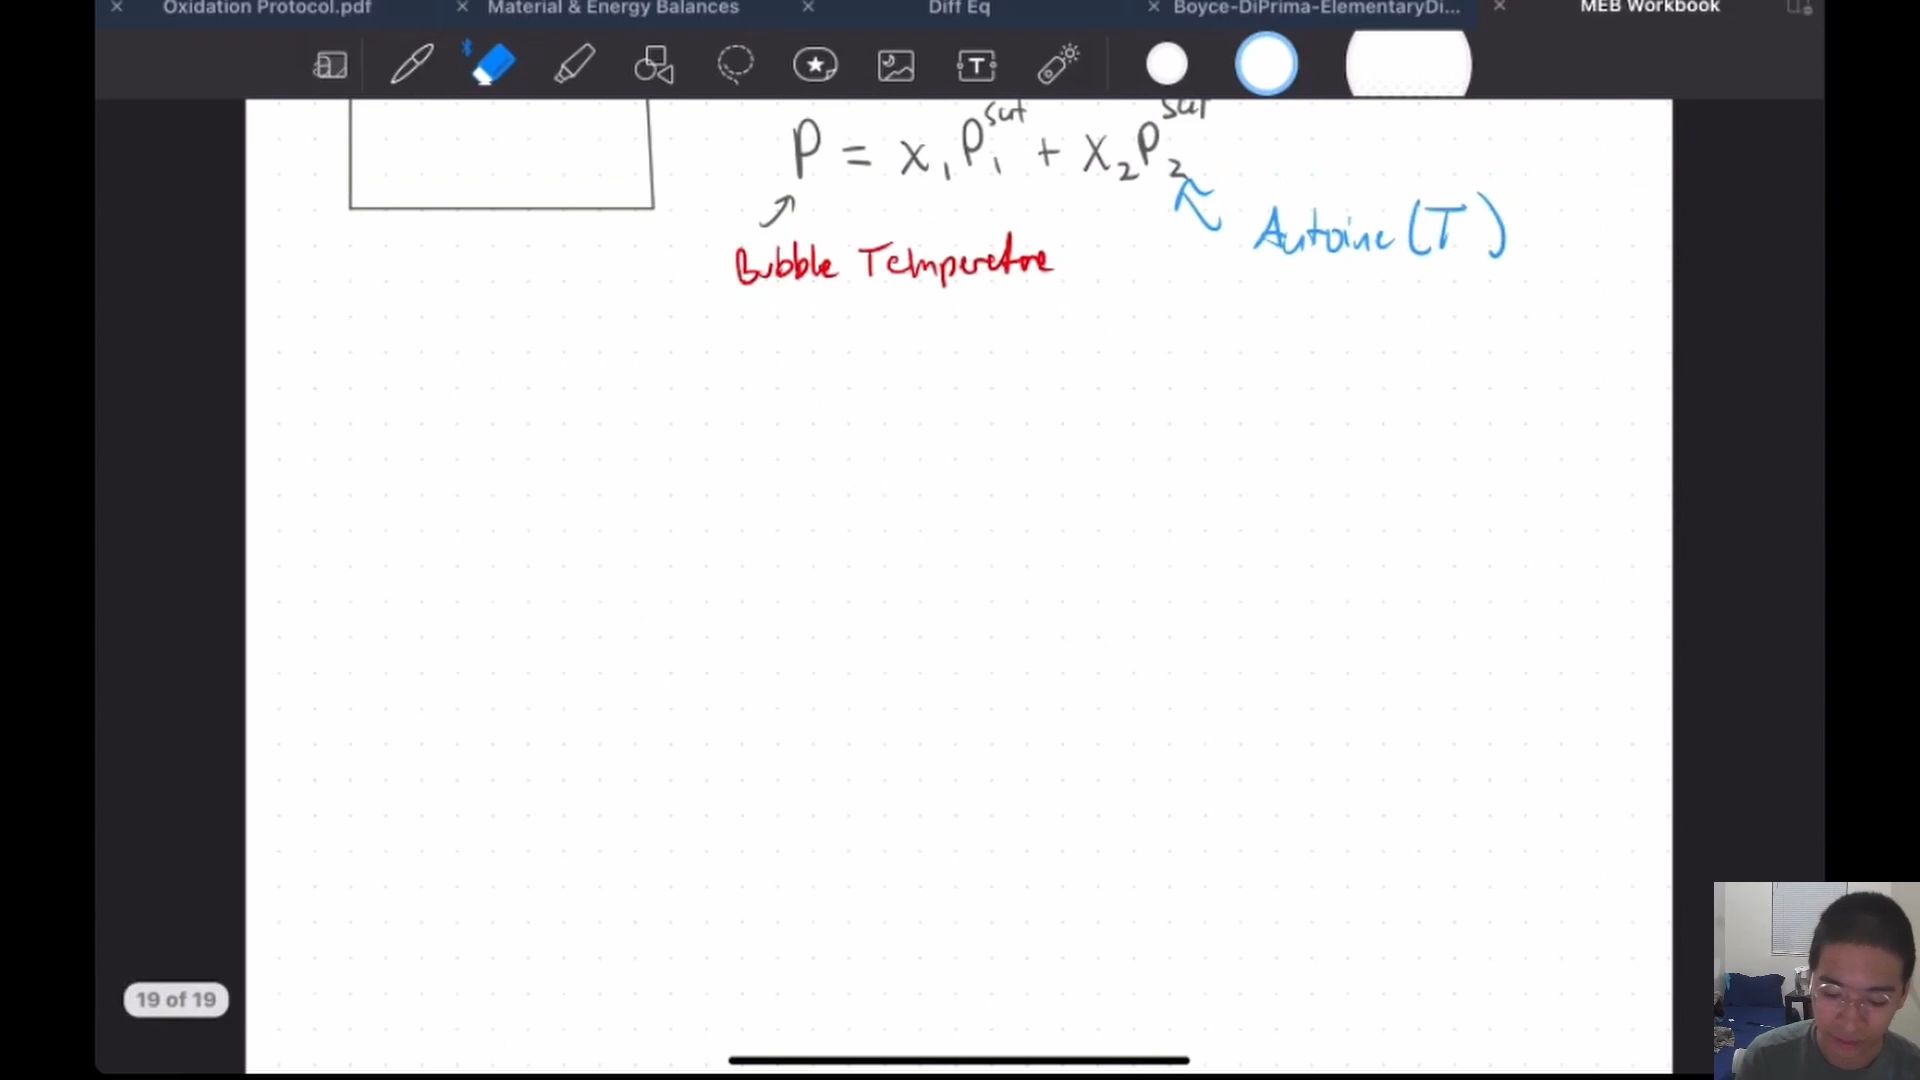 Oxidation Protocol.pdf
Material & Energy Balances
Diff Eq
Boyce-DiPrima-ElementaryDi...
MEB Workbook
P = x₁P₁ˢᵃᵗ + x₂P₂ˢᵃᵗ
Antoine (T)
Bubble Temperature
19 of 19